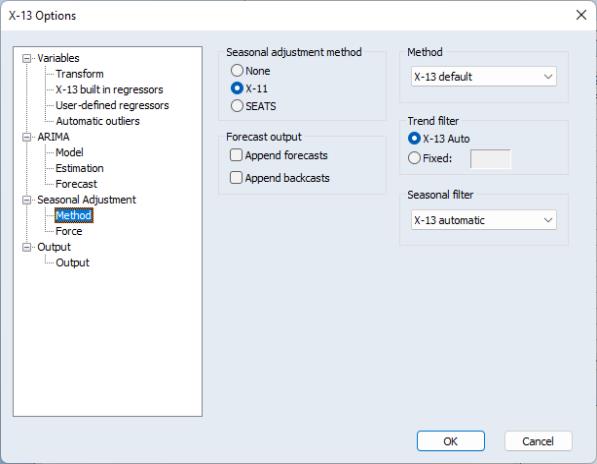 X-13 Options
Variables
Transform
X-13 built in regressors
User-defined regressors
Automatic outliers
ARIMA
Model
Estimation
Forecast
Seasonal Adjustment
Method
Force
Output
Output
Seasonal adjustment method
None
X-11
SEATS
Forecast output
Append forecasts
Append backcasts
Method
X-13 default
Trend filter
X-13 Auto
Fixed:
Seasonal filter
X-13 automatic
OK
Cancel